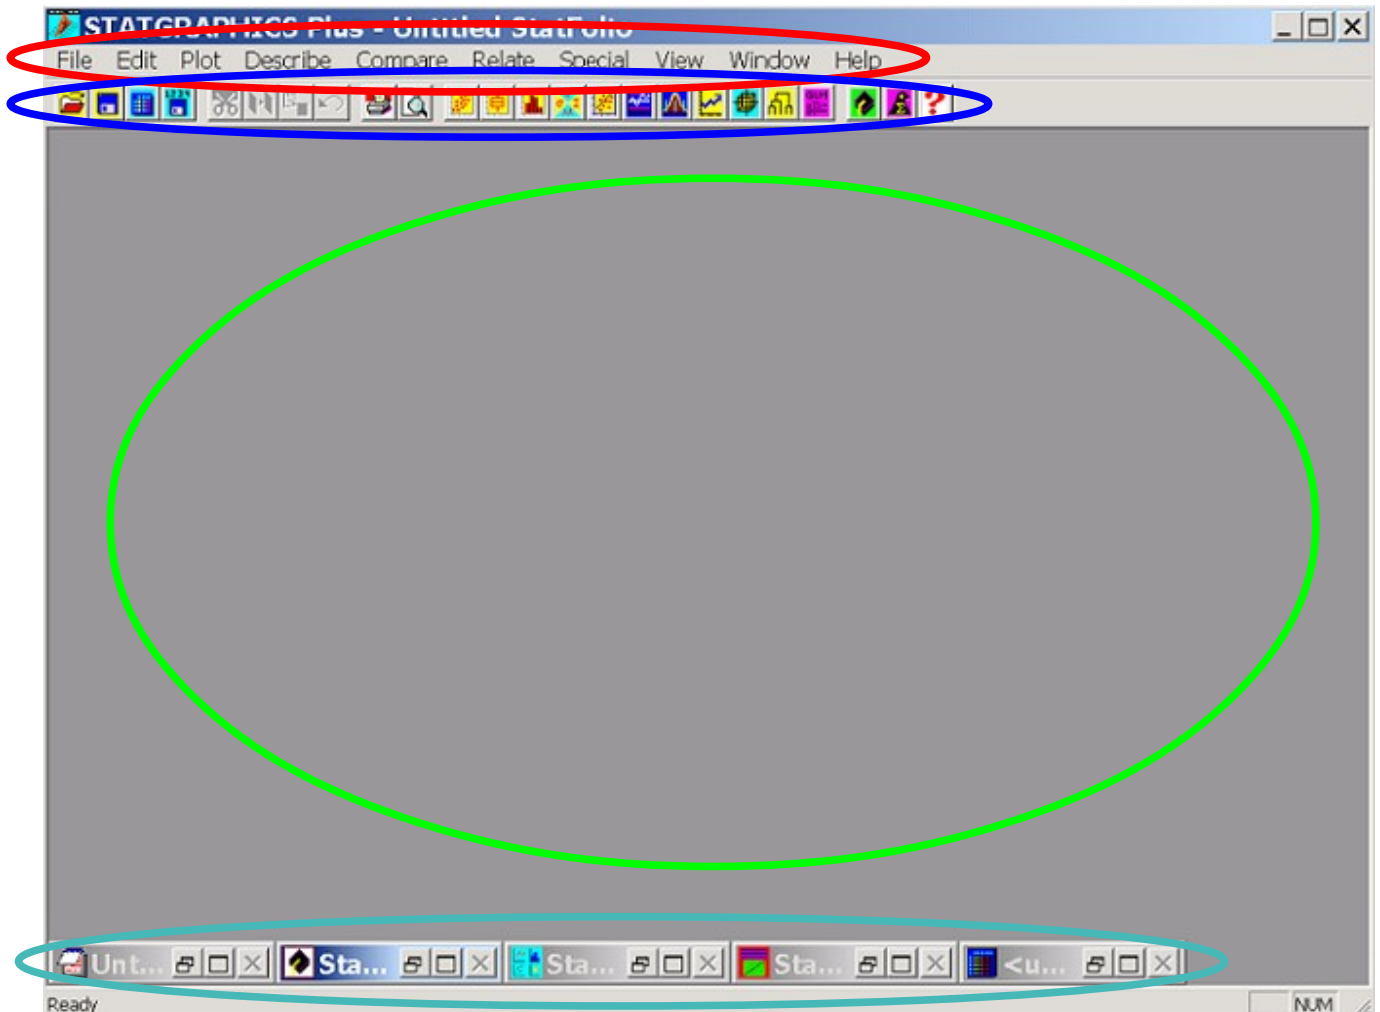 STATGRAPHICS Plus - Untitled StatFolio
File Edit Plot Describe Compare Relate Special View Window Help
Unt... Sta... Sta... Sta... <u...
Ready NUM